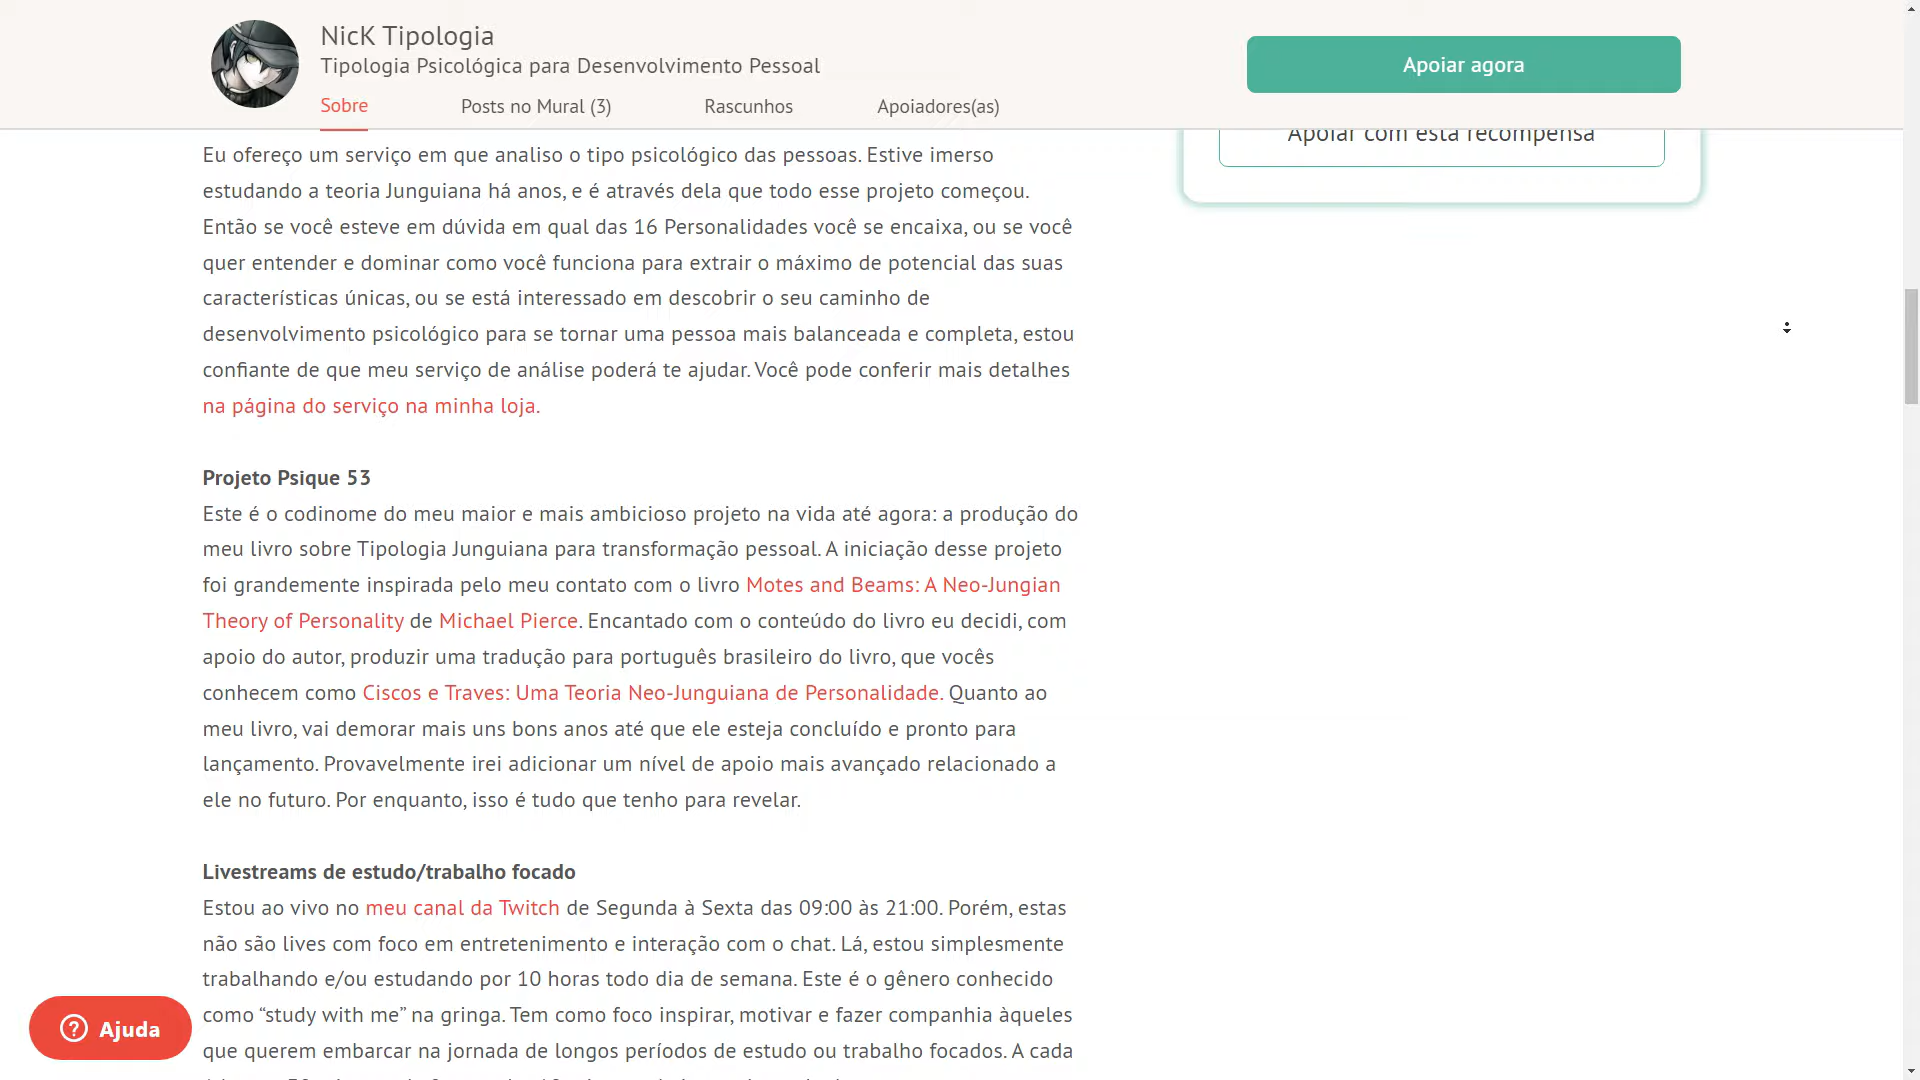 NicK Tipologia
Tipologia Psicológica para Desenvolvimento Pessoal
Sobre
Posts no Mural (3)
Rascunhos
Apoiadores(as)
Apoiar agora
Apoiar com esta recompensa
Eu ofereço um serviço em que analiso o tipo psicológico das pessoas. Estive imerso
estudando a teoria Junguiana há anos, e é através dela que todo esse projeto começou.
Então se você esteve em dúvida em qual das 16 Personalidades você se encaixa, ou se você
quer entender e dominar como você funciona para extrair o máximo de potencial das suas
características únicas, ou se está interessado em descobrir o seu caminho de
desenvolvimento psicológico para se tornar uma pessoa mais balanceada e completa, estou
confiante de que meu serviço de análise poderá te ajudar. Você pode conferir mais detalhes
na página do serviço na minha loja.
Projeto Psique 53
Este é o codinome do meu maior e mais ambicioso projeto na vida até agora: a produção do
meu livro sobre Tipologia Junguiana para transformação pessoal. A iniciação desse projeto
foi grandemente inspirada pelo meu contato com o livro Motes and Beams: A Neo-Jungian
Theory of Personality de Michael Pierce. Encantado com o conteúdo do livro eu decidi, com
apoio do autor, produzir uma tradução para português brasileiro do livro, que vocês
conhecem como Ciscos e Traves: Uma Teoria Neo-Junguiana de Personalidade. Quanto ao
meu livro, vai demorar mais uns bons anos até que ele esteja concluído e pronto para
lançamento. Provavelmente irei adicionar um nível de apoio mais avançado relacionado a
ele no futuro. Por enquanto, isso é tudo que tenho para revelar.
Livestreams de estudo/trabalho focado
Estou ao vivo no meu canal da Twitch de Segunda à Sexta das 09:00 às 21:00. Porém, estas
não são lives com foco em entretenimento e interação com o chat. Lá, estou simplesmente
trabalhando e/ou estudando por 10 horas todo dia de semana. Este é o gênero conhecido
como “study with me” na gringa. Tem como foco inspirar, motivar e fazer companhia àqueles
que querem embarcar na jornada de longos períodos de estudo ou trabalho focados. A cada
Ajuda